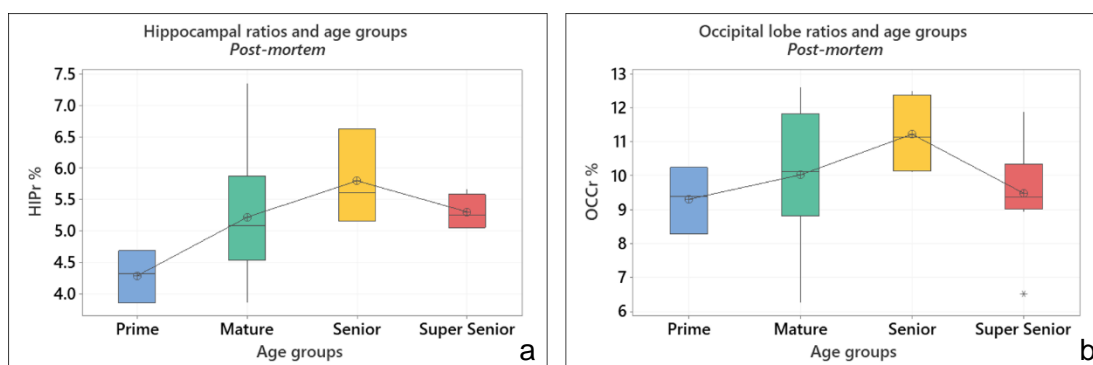 Hippocampal ratios and age groups
Post-mortem
HIPr %
7.5
7.0
6.5
6.0
5.5
5.0
4.5
4.0
Prime Mature Senior Super Senior
Age groups
a
Occipital lobe ratios and age groups
Post-mortem
OCCr %
13
12
11
10
9
8
7
6
Prime Mature Senior Super Senior
Age groups
b